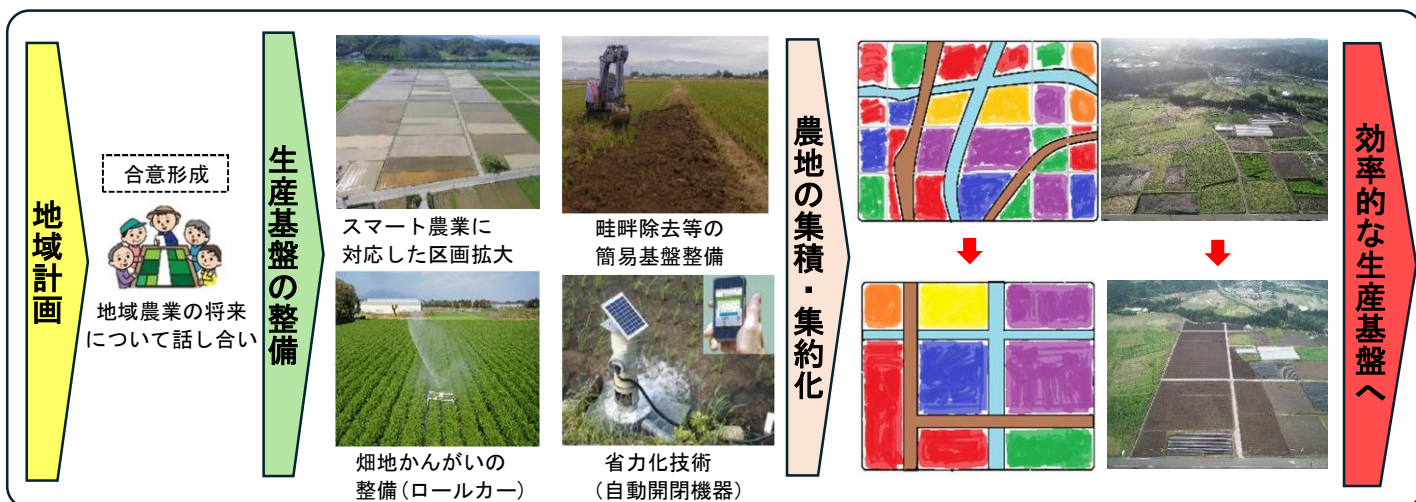 地域計画
合意形成
地域農業の将来
について話し合い
生産基盤の整備
スマート農業に
対応した区画拡大
畦畔除去等の
簡易基盤整備
畑地かんがいの
整備(ロールカー)
省力化技術
(自動開閉機器)
農地の集積・集約化
効率的な生産基盤へ